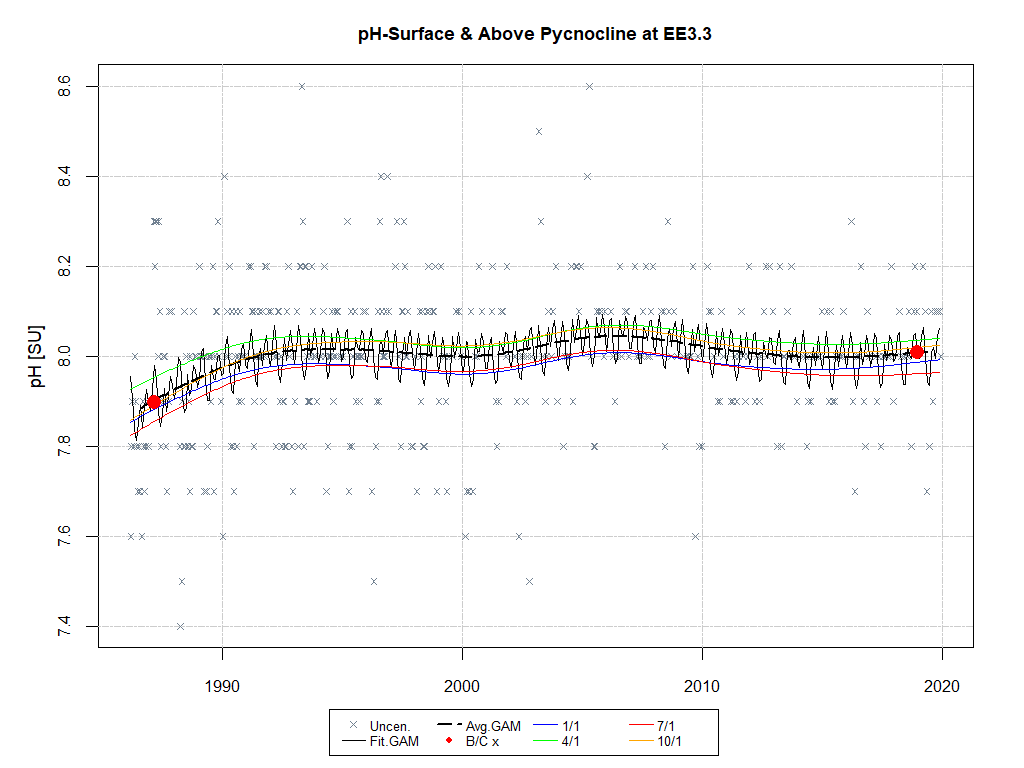 pH-Surface & Above Pycnocline at EE3.3
pH [SU]
8.6
8.4
8.2
8.0
7.8
7.6
7.4
1990 2000 2010 2020
Uncen. Avg.GAM 1/1 7/1
Fit.GAM B/C x 4/1 10/1